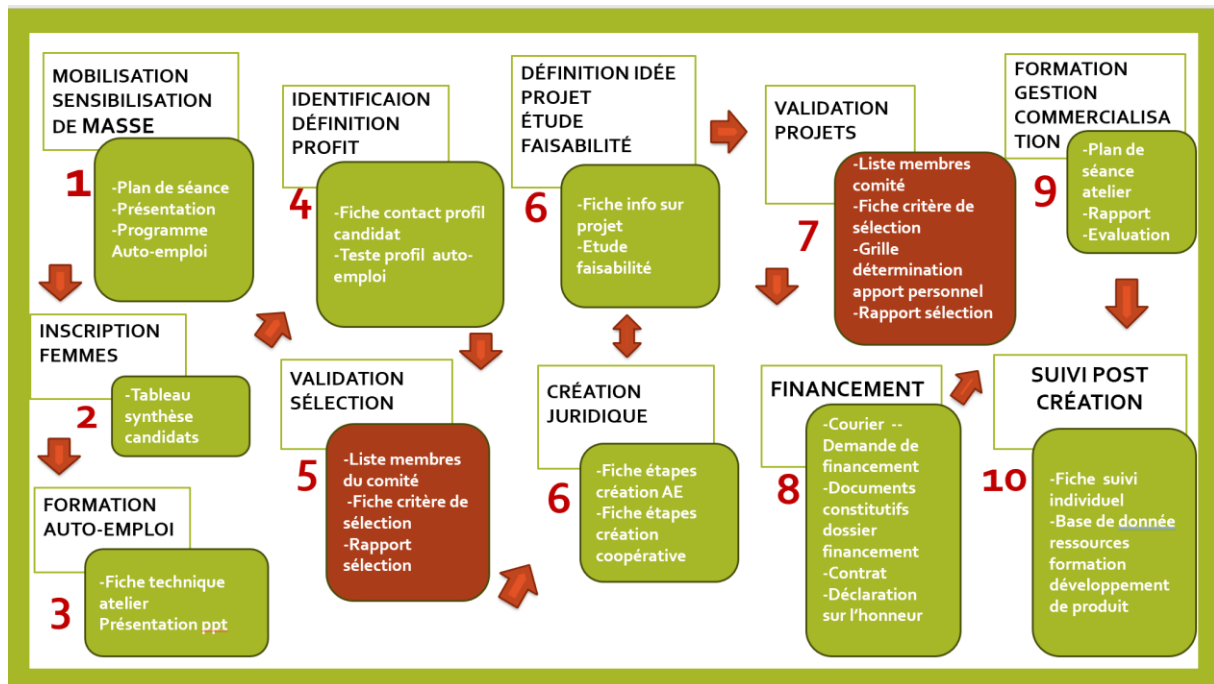 MOBILISATION
SENSIBILISATION
DE MASSE
1
-Plan de séance
-Présentation
-Programme
Auto-emploi
INSCRIPTION
FEMMES
2
-Tableau
synthèse
candidats
FORMATION
AUTO-EMPLOI
3
-Fiche technique
atelier
Présentation ppt
IDENTIFICAION
DÉFINITION
PROFIT
4
-Fiche contact profil
candidat
-Teste profil auto-
emploi
VALIDATION
SÉLECTION
5
-Liste membres
du comité
-Fiche critère de
sélection
-Rapport
sélection
DÉFINITION IDÉE
PROJET
ÉTUDE
FAISABILITÉ
6
-Fiche info sur
projet
-Etude
faisabilité
CRÉATION
JURIDIQUE
6
-Fiche étapes
création AE
-Fiche étapes
création
coopérative
VALIDATION
PROJETS
7
-Liste membres
comité
-Fiche critère de
sélection
-Grille
détermination
apport personnel
-Rapport sélection
FINANCEMENT
8
-Courier --
Demande de
financement
-Documents
constitutifs
dossier
financement
-Contrat
-Déclaration
sur l'honneur
FORMATION
GESTION
COMMERCIALISA
TION
9
-Plan de
séance
atelier
-Rapport
-Evaluation
SUIVI POST
CRÉATION
10
-Fiche suivi
individuel
-Base de donnée
ressources
formation
développement
de produit